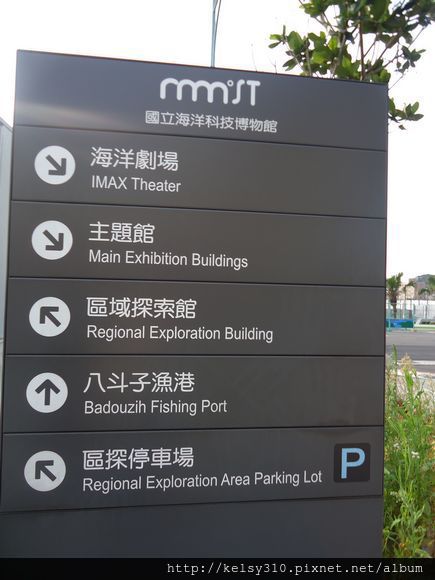 nmm°ST
國立海洋科技博物館
海洋劇場
IMAX Theater
主題館
Main Exhibition Buildings
區域探索館
Regional Exploration Building
八斗子漁港
Badouzih Fishing Port
區探停車場
Regional Exploration Area Parking Lot
P
http://kelsy310.pixnet.net/album